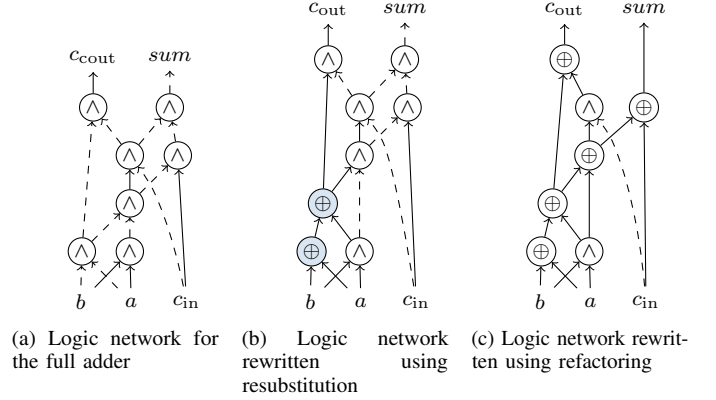 c_cout sum
∧ ∧
∧ ∧
∧
∧ ∧
b a c_in
(a) Logic network for
the full adder
c_out sum
∧ ∧
∧ ∧
∧
⊕
⊕ ∧
b a c_in
(b) Logic network
rewritten using
resubstitution
c_out sum
⊕
∧ ⊕
⊕
⊕
⊕ ∧
b a c_in
(c) Logic network rewrit-
ten using refactoring